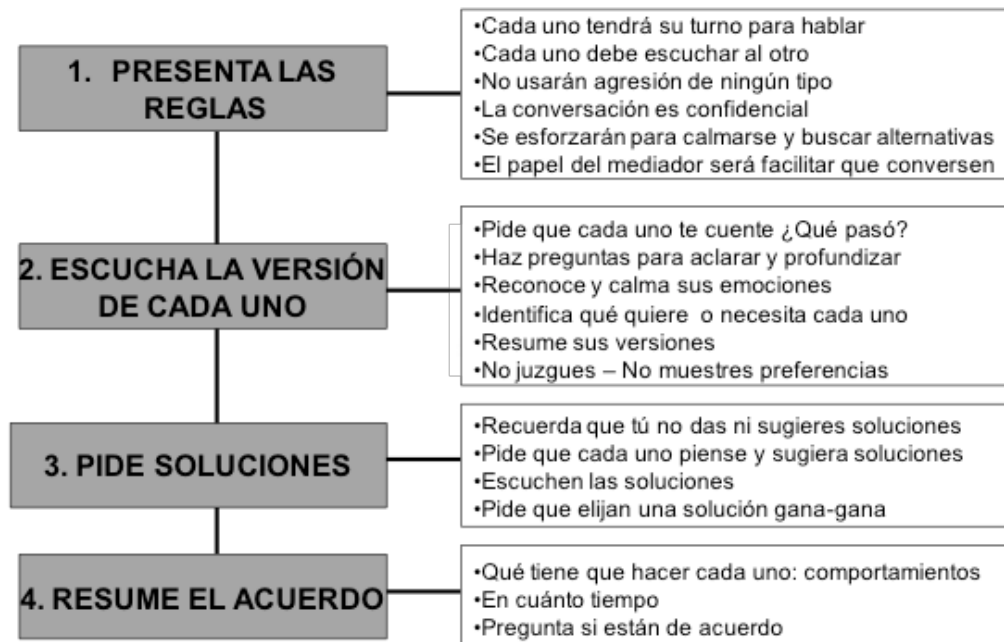 1. PRESENTA LAS
REGLAS
•Cada uno tendrá su turno para hablar
•Cada uno debe escuchar al otro
•No usarán agresión de ningún tipo
•La conversación es confidencial
•Se esforzarán para calmarse y buscar alternativas
•El papel del mediador será facilitar que conversen
2. ESCUCHA LA VERSIÓN
DE CADA UNO
•Pide que cada uno te cuente ¿Qué pasó?
•Haz preguntas para aclarar y profundizar
•Reconoce y calma sus emociones
•Identifica qué quiere o necesita cada uno
•Resume sus versiones
•No juzgues – No muestres preferencias
3. PIDE SOLUCIONES
•Recuerda que tú no das ni sugieres soluciones
•Pide que cada uno piense y sugiera soluciones
•Escuchen las soluciones
•Pide que elijan una solución gana-gana
4. RESUME EL ACUERDO
•Qué tiene que hacer cada uno: comportamientos
•En cuánto tiempo
•Pregunta si están de acuerdo